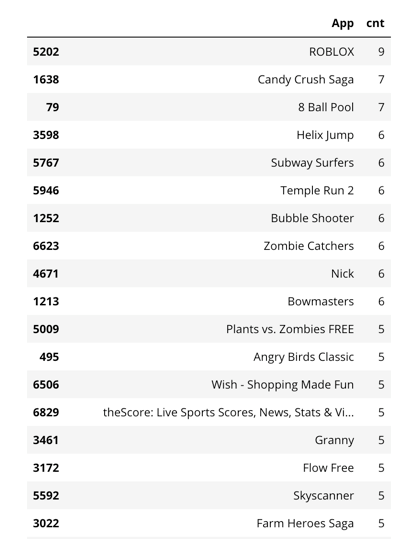 App cnt
5202 ROBLOX 9
1638 Candy Crush Saga 7
79 8 Ball Pool 7
3598 Helix Jump 6
5767 Subway Surfers 6
5946 Temple Run 2 6
1252 Bubble Shooter 6
6623 Zombie Catchers 6
4671 Nick 6
1213 Bowmasters 6
5009 Plants vs. Zombies FREE 5
495 Angry Birds Classic 5
6506 Wish - Shopping Made Fun 5
6829 theScore: Live Sports Scores, News, Stats & Vi... 5
3461 Granny 5
3172 Flow Free 5
5592 Skyscanner 5
3022 Farm Heroes Saga 5